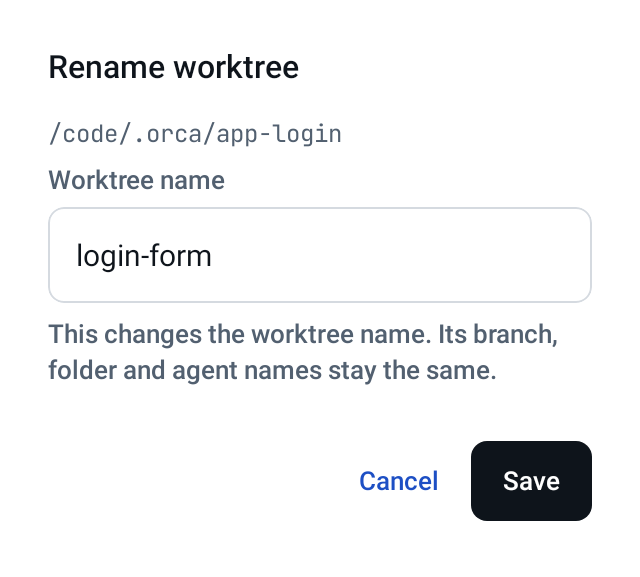 Rename worktree
/code/.orca/app-login
Worktree name
login-form
This changes the worktree name. Its branch,
folder and agent names stay the same.
Cancel
Save